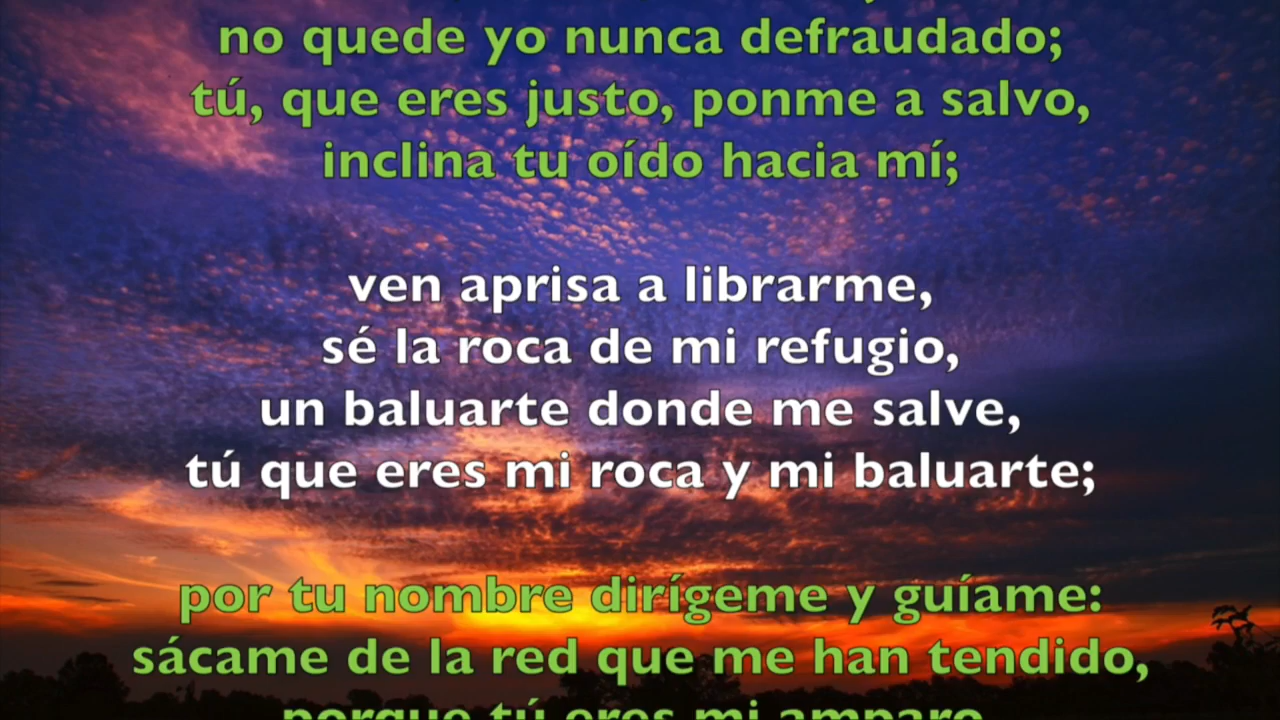 no quede yo nunca defraudado;
tú, que eres justo, ponme a salvo,
inclina tu oído hacia mí;
ven aprisa a librarme,
sé la roca de mi refugio,
un baluarte donde me salve,
tú que eres mi roca y mi baluarte;
por tu nombre dirígeme y guíame:
sácame de la red que me han tendido,
porque tú eres mi amparo